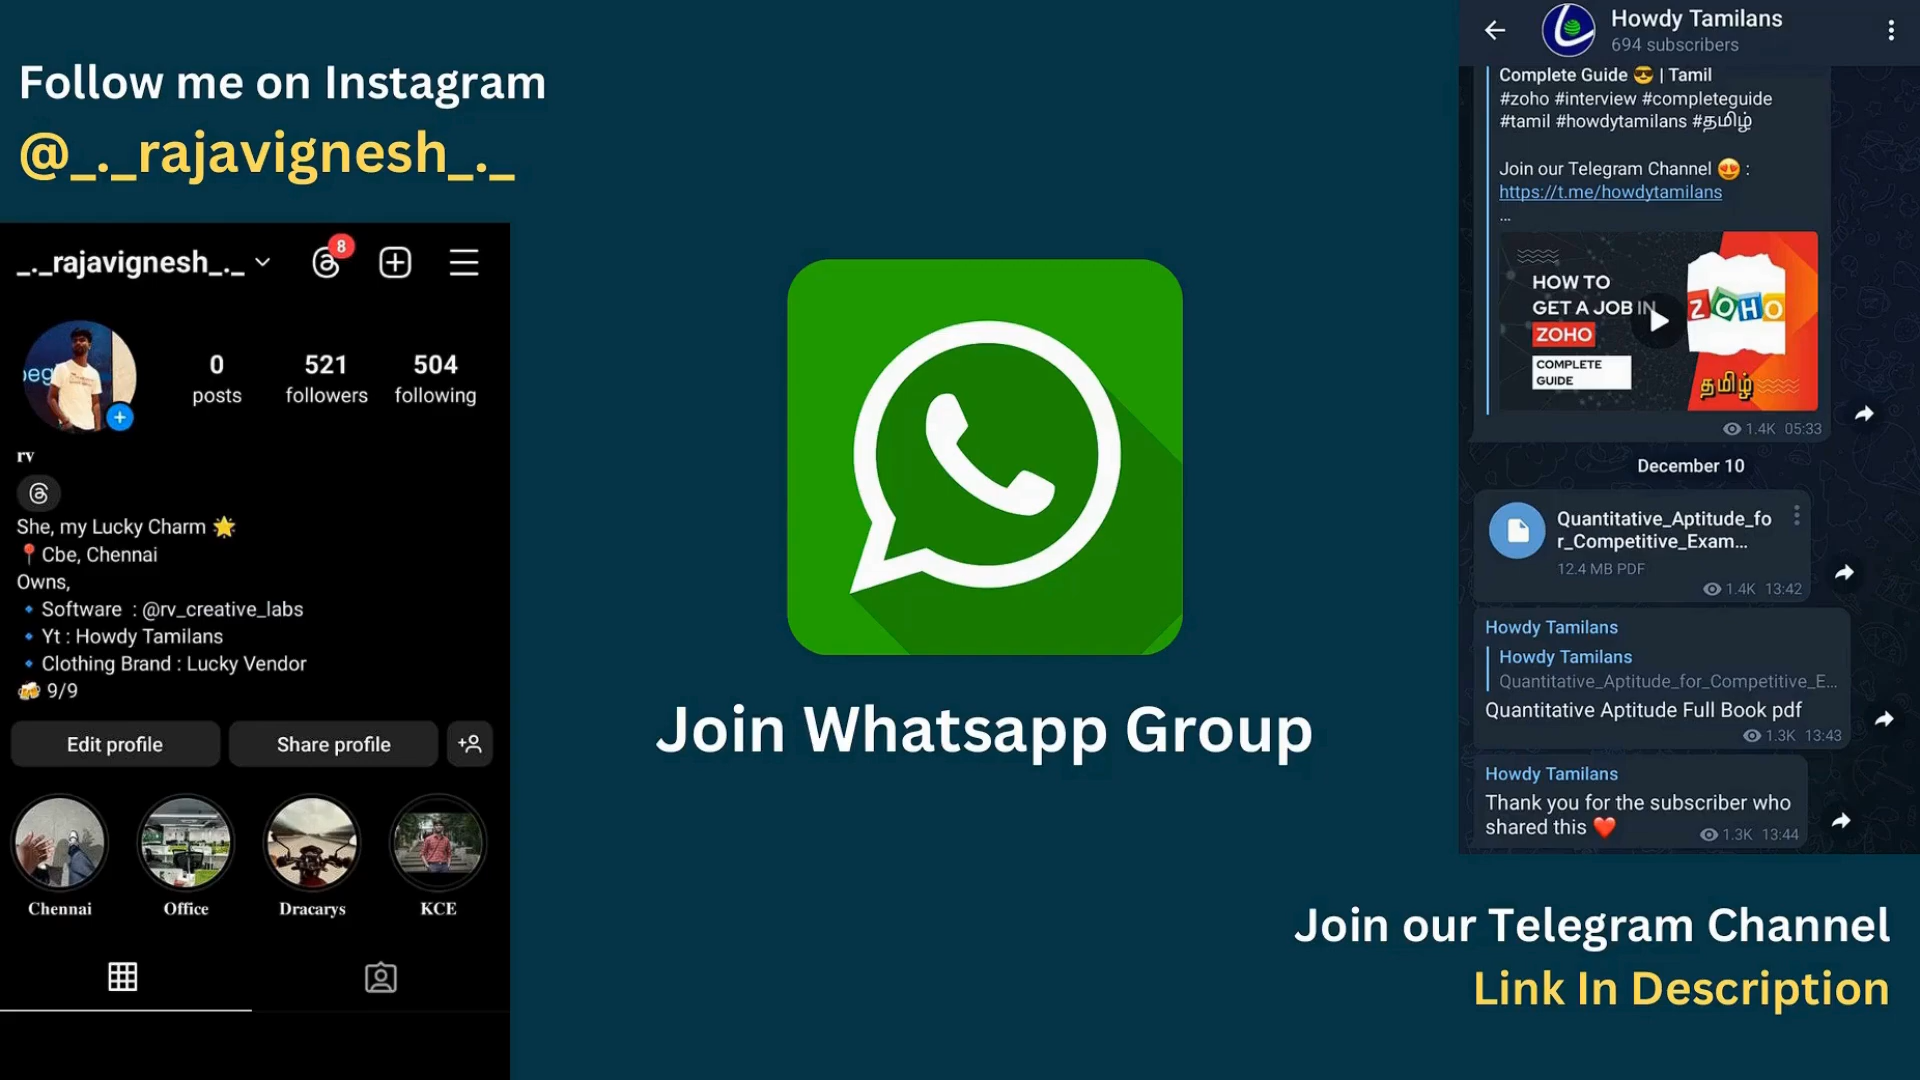 Follow me on Instagram
@_._rajavignesh_._
_._rajavignesh_._
8
0
posts
521
followers
504
following
rv
She, my Lucky Charm 🌟
📍Cbe, Chennai
Owns,
🔹Software : @rv_creative_labs
🔹Yt : Howdy Tamilans
🔹Clothing Brand : Lucky Vendor
🍻 9/9
Edit profile
Share profile
Chennai
Office
Dracarys
KCE
Join Whatsapp Group
Howdy Tamilans
694 subscribers
Complete Guide 😎 | Tamil
#zoho #interview #completeguide
#tamil #howdytamilans #தமிழ்
Join our Telegram Channel 😍 :
https://t.me/howdytamilans
...
HOW TO
GET A JOB IN
ZOHO
COMPLETE
GUIDE
ZOHO
தமிழ்
1.4K 05:33
December 10
Quantitative_Aptitude_fo
r_Competitive_Exam...
12.4 MB PDF
1.4K 13:42
Howdy Tamilans
Howdy Tamilans
Quantitative_Aptitude_for_Competitive_E...
Quantitative Aptitude Full Book pdf
1.3K 13:43
Howdy Tamilans
Thank you for the subscriber who
shared this ❤️
1.3K 13:44
Join our Telegram Channel
Link In Description